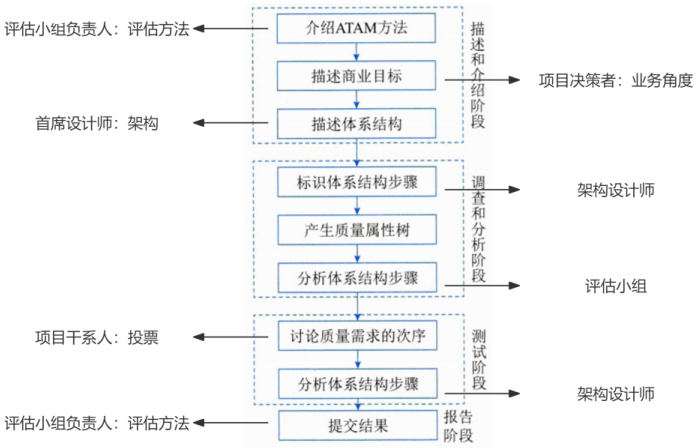 评估小组负责人：评估方法
介绍ATAM方法
描述和介绍阶段
描述商业目标
项目决策者：业务角度
首席设计师：架构
描述体系结构
标识体系结构步骤
调查和分析阶段
架构设计师
产生质量属性树
分析体系结构步骤
评估小组
项目干系人：投票
讨论质量需求的次序
测试阶段
分析体系结构步骤
架构设计师
评估小组负责人：评估方法
提交结果
报告
阶段